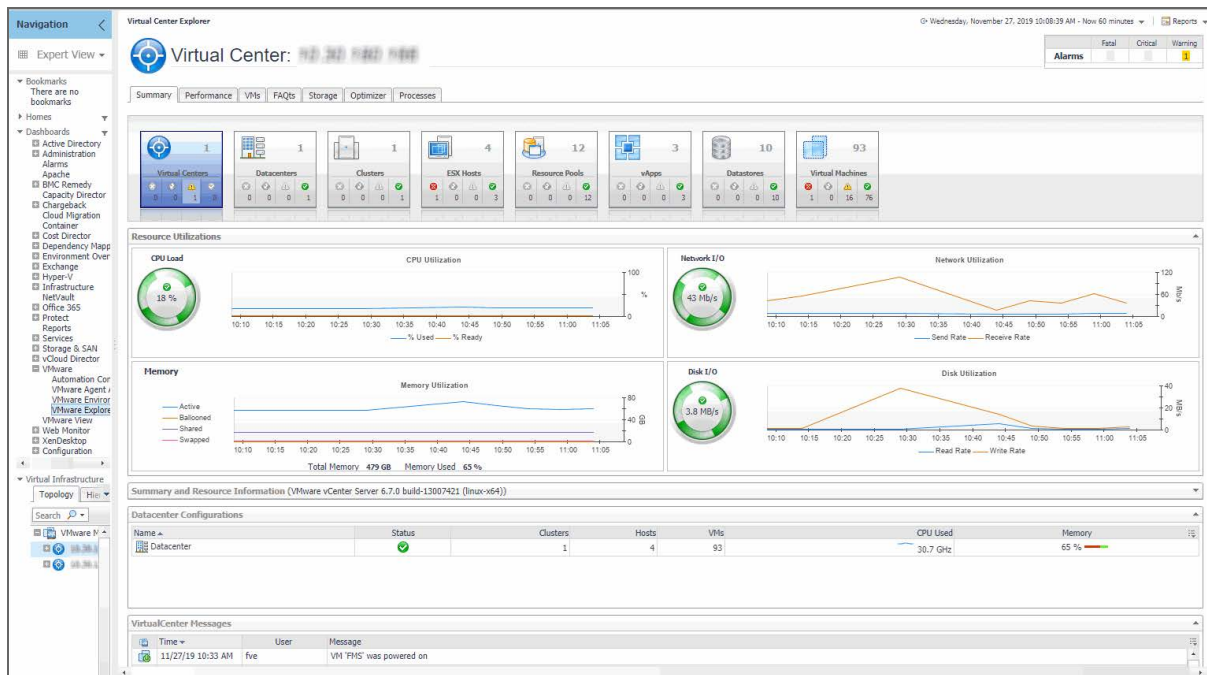 Navigation
Expert View
Bookmarks
There are no
bookmarks
Homes
Dashboards
Active Directory
Administration
Alarms
Apache
BMC Remedy
Capacity Director
Chargeback
Cloud Migration
Container
Cost Director
Dependency Mapp
Environment Over
Exchange
Hyper-V
Infrastructure
NetVault
Office 365
Protect
Reports
Services
Storage & SAN
vCloud Director
VMware
Automation Cor
VMware Agent
VMware Environ
VMware Explore
VMware View
Web Monitor
XenDesktop
Configuration
Virtual Infrastructure
Topology Hie
Search
VMware
Virtual Center Explorer
Wednesday, November 27, 2019 10:08:39 AM - Now 60 minutes Reports
Virtual Center:
Fatal Critical Warning
Alarms 1
Summary Performance VMs FAQts Storage Optimizer Processes
1 1 1 4 12 3 10 93
Virtual Centers Datacenters Clusters ESX Hosts Resource Pools vApps Datastores Virtual Machines
0 0 1 0 0 0 0 1 0 0 0 1 1 0 0 3 0 0 0 12 0 0 0 3 0 0 0 10 1 0 16 76
Resource Utilizations
CPU Load
CPU Utilization
18 %
100
%
0
10:10 10:15 10:20 10:25 10:30 10:35 10:40 10:45 10:50 10:55 11:00 11:05
% Used % Ready
Network I/O
Network Utilization
43 Mb/s
120
60
0
Mb/s
10:10 10:15 10:20 10:25 10:30 10:35 10:40 10:45 10:50 10:55 11:00 11:05
Send Rate Receive Rate
Memory
Memory Utilization
Active
Ballooned
Shared
Swapped
80
40
0
GB
10:10 10:15 10:20 10:25 10:30 10:35 10:40 10:45 10:50 10:55 11:00 11:05
Total Memory 479 GB Memory Used 65 %
Disk I/O
Disk Utilization
3.8 MB/s
40
20
0
MB/s
10:10 10:15 10:20 10:25 10:30 10:35 10:40 10:45 10:50 10:55 11:00 11:05
Read Rate Write Rate
Summary and Resource Information (VMware vCenter Server 6.7.0 build-13007421 (linux-x64))
Datacenter Configurations
Name Status Clusters Hosts VMs CPU Used Memory
Datacenter 1 4 93 30.7 GHz 65 %
VirtualCenter Messages
Time User Message
11/27/19 10:33 AM fve VM 'FMS' was powered on